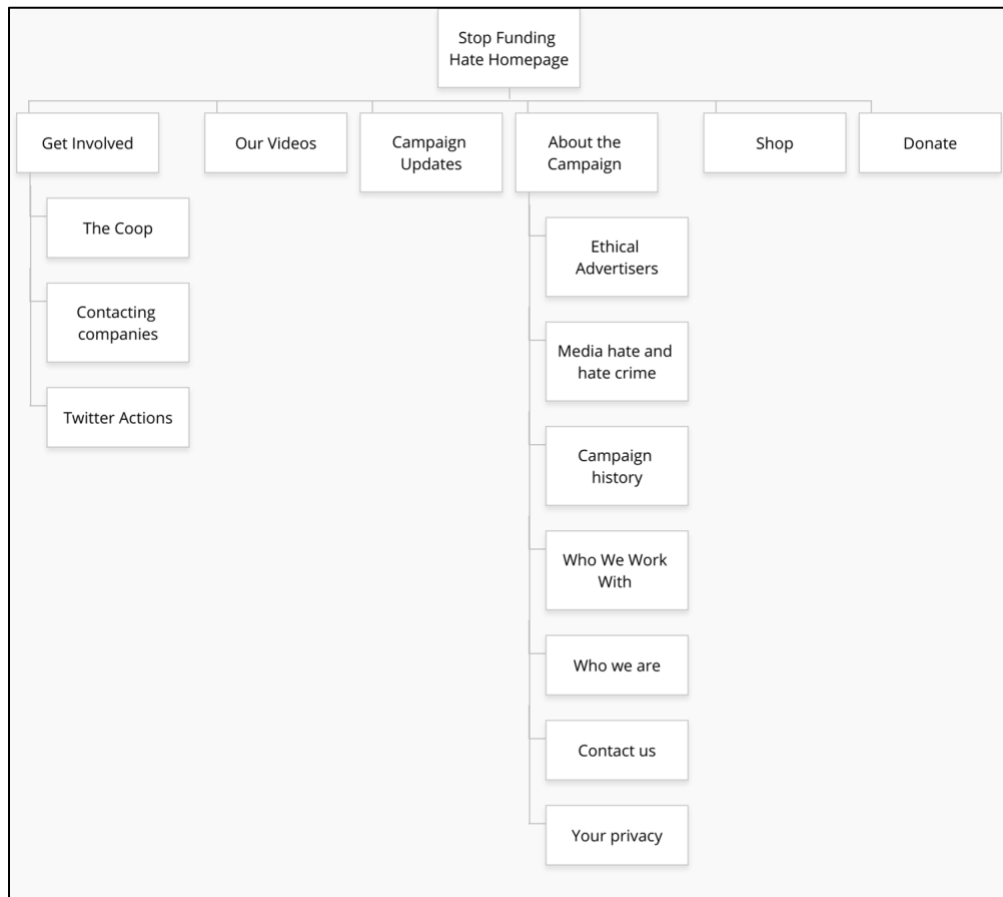 Stop Funding
Hate Homepage
Get Involved
Our Videos
Campaign
Updates
About the
Campaign
Shop
Donate
The Coop
Contacting
companies
Twitter Actions
Ethical
Advertisers
Media hate and
hate crime
Campaign
history
Who We Work
With
Who we are
Contact us
Your privacy